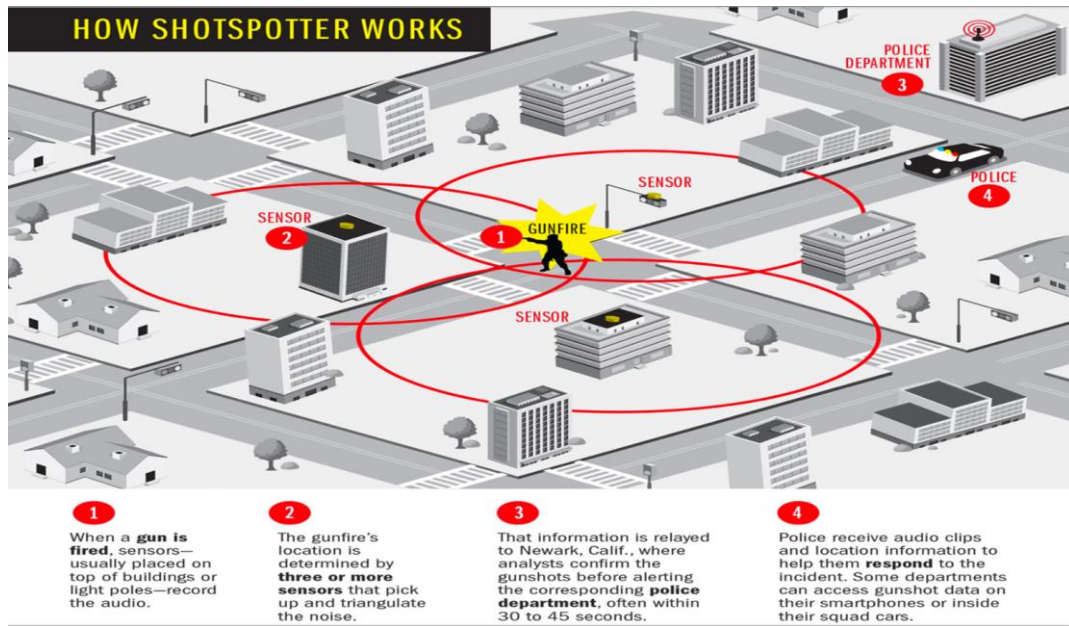 HOW SHOTSPOTTER WORKS
POLICE
DEPARTMENT
3
POLICE
4
SENSOR
SENSOR
2
1
GUNFIRE
SENSOR
1
When a gun is
fired, sensors—
usually placed on
top of buildings or
light poles—record
the audio.
2
The gunfire’s
location is
determined by
three or more
sensors that pick
up and triangulate
the noise.
3
That information is relayed
to Newark, Calif., where
analysts confirm the
gunshots before alerting
the corresponding police
department, often within
30 to 45 seconds.
4
Police receive audio clips
and location information to
help them respond to the
incident. Some departments
can access gunshot data on
their smartphones or inside
their squad cars.